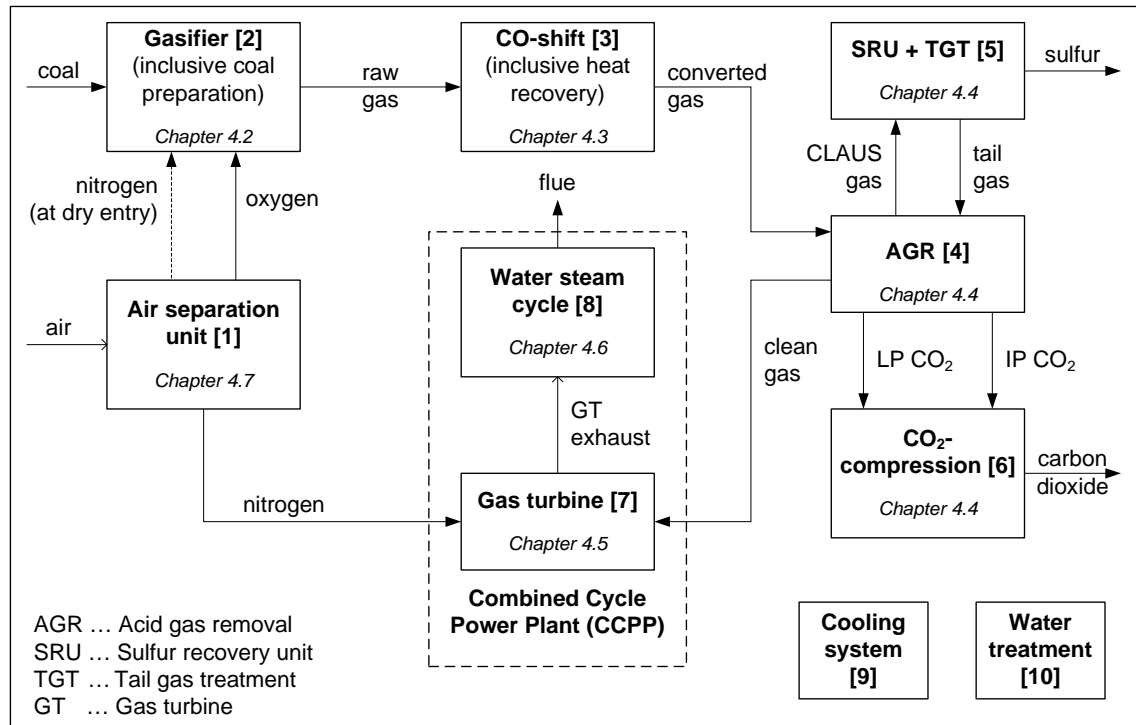 Gasifier [2]
(inclusive coal
preparation)
Chapter 4.2
CO-shift [3]
(inclusive heat
recovery)
Chapter 4.3
SRU + TGT [5]
Chapter 4.4
coal
raw
gas
converted
gas
sulfur
nitrogen
(at dry entry)
oxygen
flue
CLAUS
gas
tail
gas
Air separation
unit [1]
Chapter 4.7
air
Water steam
cycle [8]
Chapter 4.6
AGR [4]
Chapter 4.4
clean
gas
LP CO₂
IP CO₂
GT
exhaust
nitrogen
Gas turbine [7]
Chapter 4.5
CO₂-
compression [6]
Chapter 4.4
carbon
dioxide
Combined Cycle
Power Plant (CCPP)
AGR … Acid gas removal
SRU … Sulfur recovery unit
TGT … Tail gas treatment
GT … Gas turbine
Cooling
system
[9]
Water
treatment
[10]